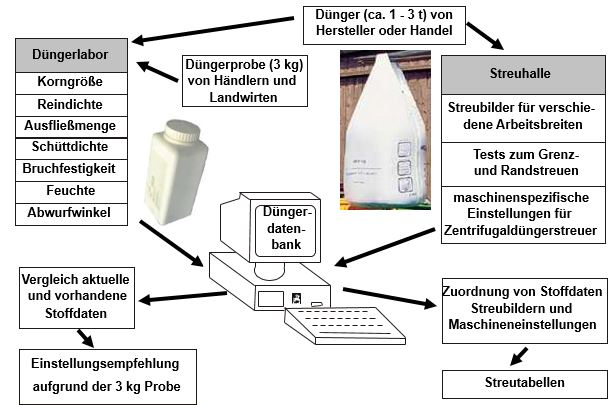 Dünger (ca. 1 - 3 t) von
Hersteller oder Handel
Düngerlabor
Korngröße
Reindichte
Ausfließmenge
Schüttdichte
Bruchfestigkeit
Feuchte
Abwurfwinkel
Düngerprobe (3 kg)
von Händlern und
Landwirten
Streuhalle
Streubilder für verschie-
dene Arbeitsbreiten
Tests zum Grenz-
und Randstreuen
maschinenspezifische
Einstellungen für
Zentrifugaldüngerstreuer
Dünger-
daten-
bank
Vergleich aktuelle
und vorhandene
Stoffdaten
Einstellungsempfehlung
aufgrund der 3 kg Probe
Zuordnung von Stoffdaten
Streubildern und
Maschineneinstellungen
Streutabellen